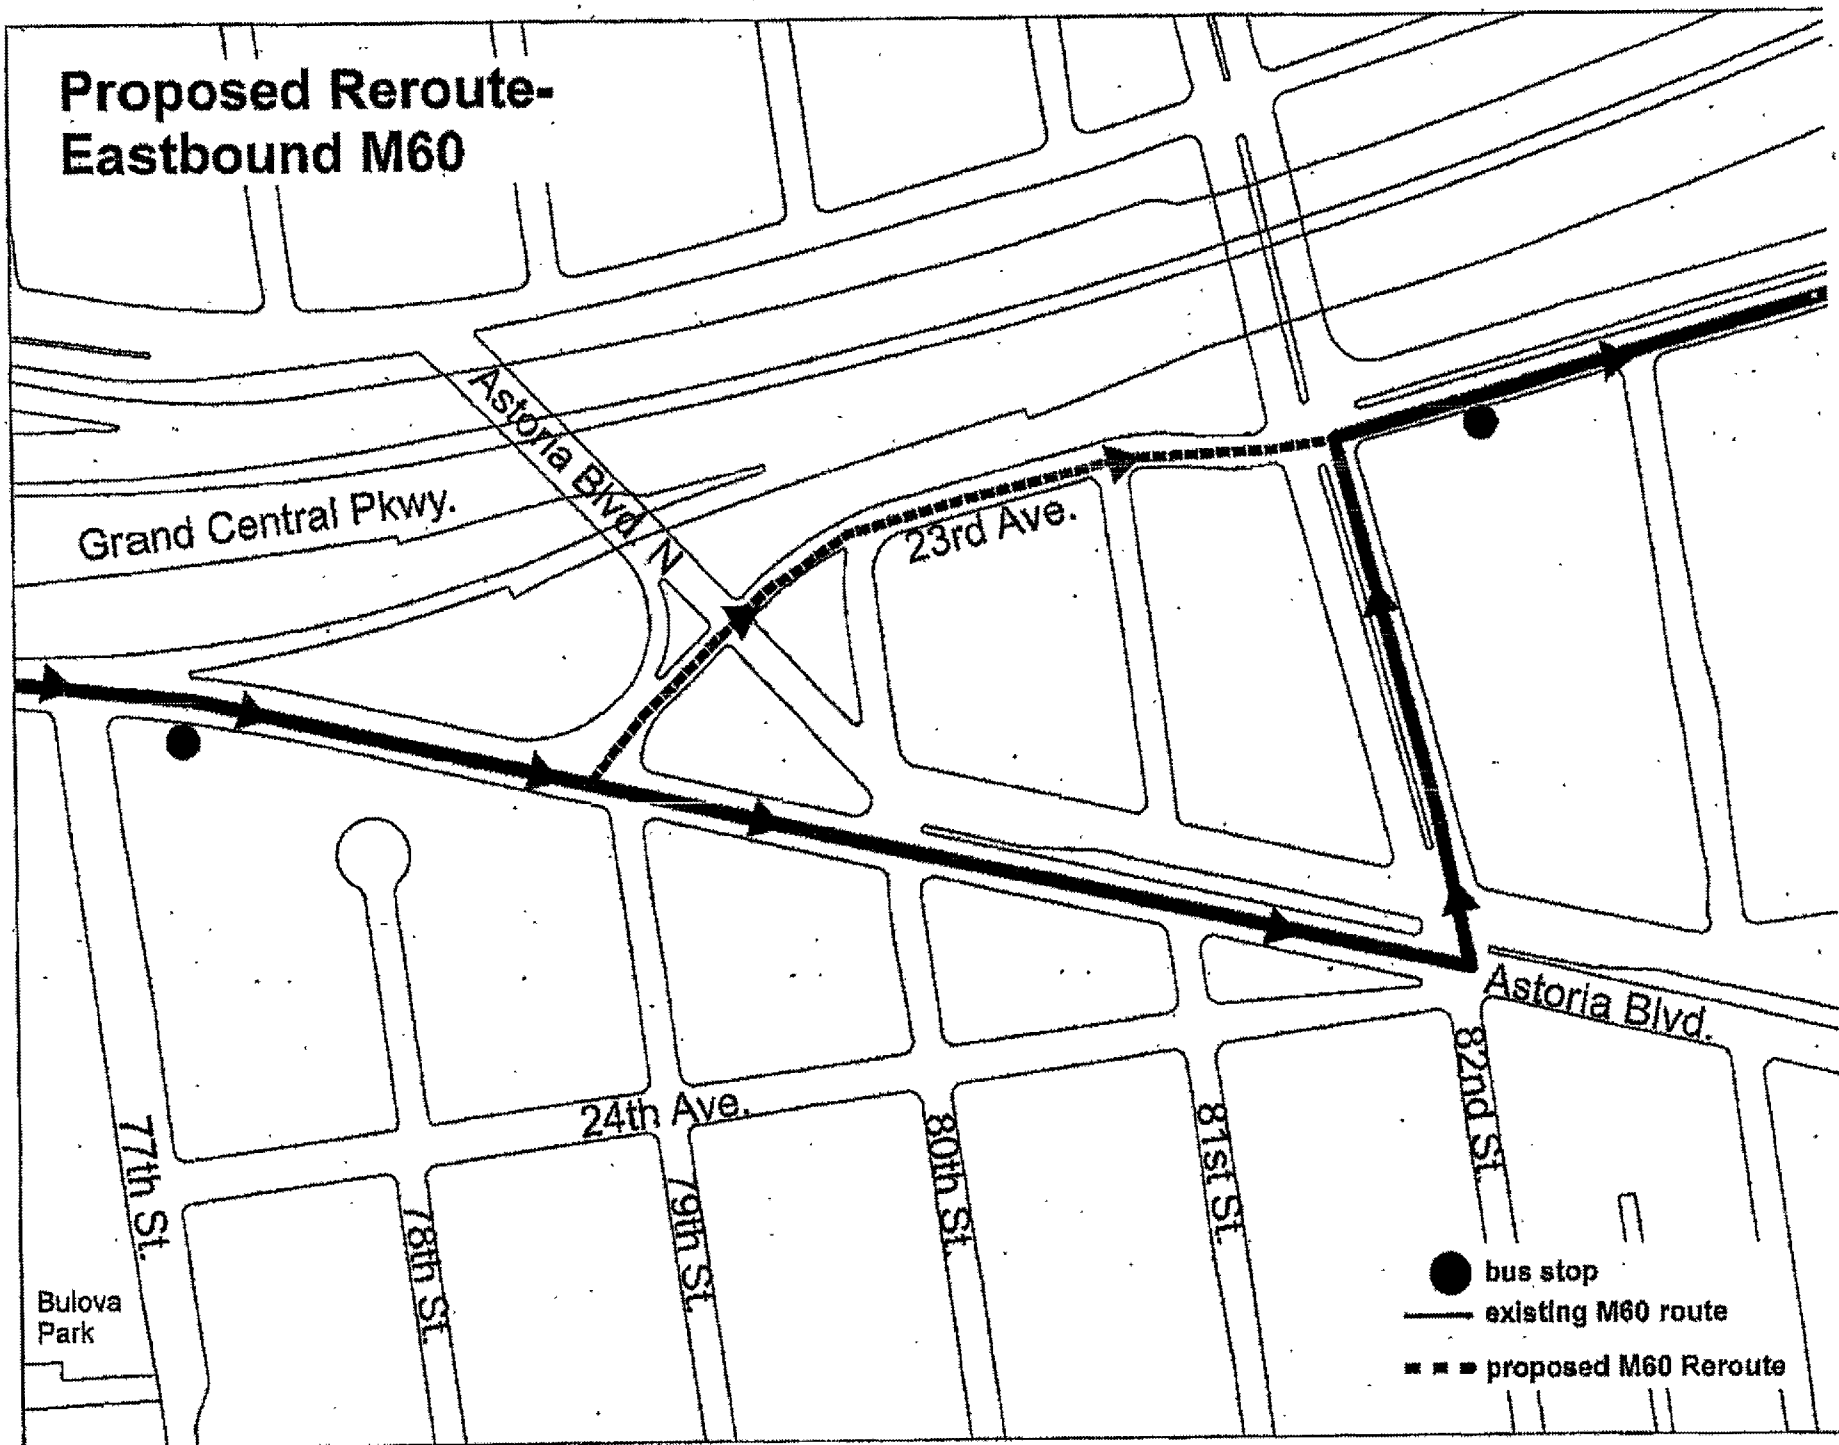 Proposed Reroute-
Eastbound M60
Astoria Blvd. N
Grand Central Pkwy.
23rd Ave.
Astoria Blvd.
24th Ave.
77th St.
78th St.
79th St.
80th St.
81st St.
82nd St.
Bulova
Park
bus stop
existing M60 route
proposed M60 Reroute